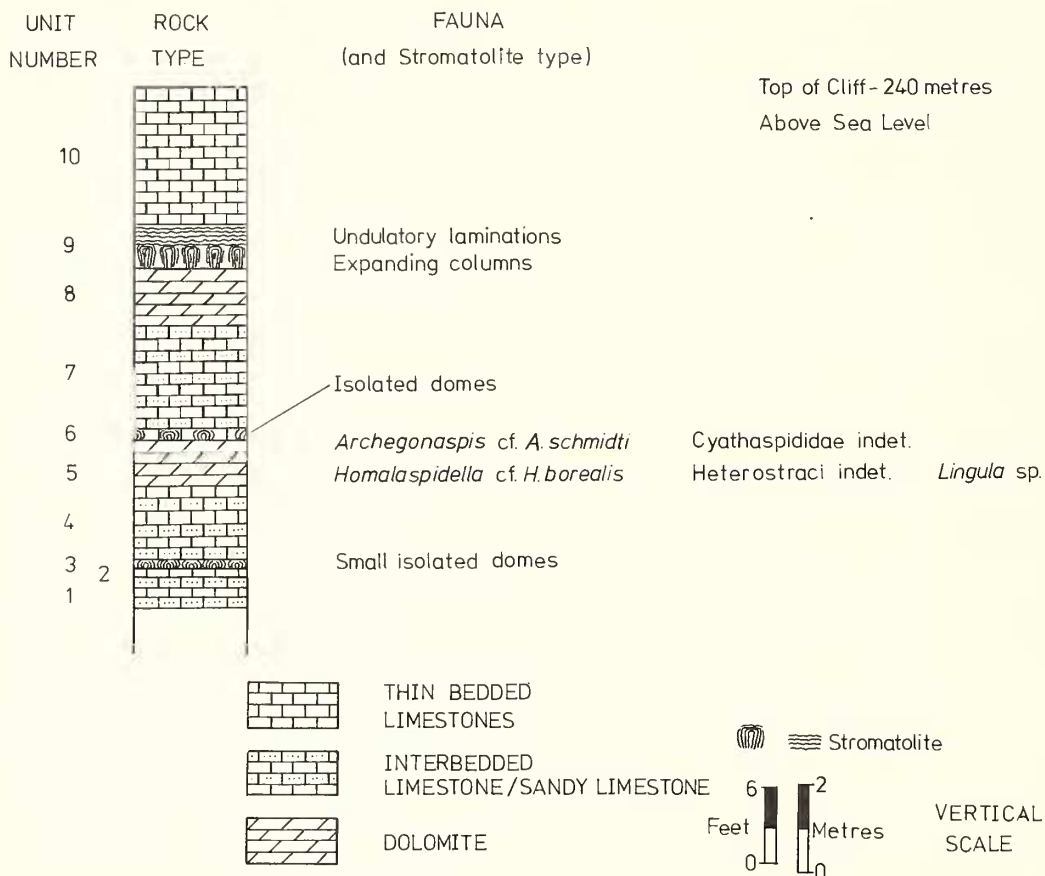 UNIT NUMBER
ROCK TYPE
FAUNA
(and Stromatolite type)
Top of Cliff - 240 metres
Above Sea Level
10
9
Undulatory laminations
Expanding columns
8
7
Isolated domes
6
Archegonaspis cf. A. schmidti
Cyathaspididae indet.
5
Homalaspidella cf. H. borealis
Heterostraci indet.
Lingula sp.
4
3
Small isolated domes
2
1
THIN BEDDED
LIMESTONES
INTERBEDDED
LIMESTONE/SANDY LIMESTONE
DOLOMITE
Stromatolite
6
Feet
0
2
Metres
0
VERTICAL
SCALE